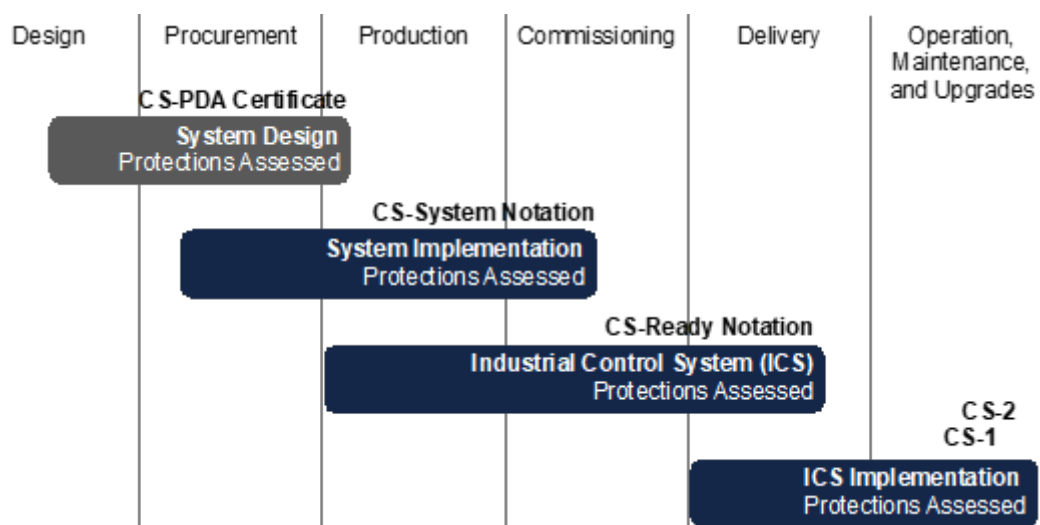 Design
Procurement
Production
Commissioning
Delivery
Operation,
Maintenance,
and Upgrades
CS-PDA Certificate
System Design
Protections Assessed
CS-System Notation
System Implementation
Protections Assessed
CS-Ready Notation
Industrial Control System (ICS)
Protections Assessed
CS-2
CS-1
ICS Implementation
Protections Assessed